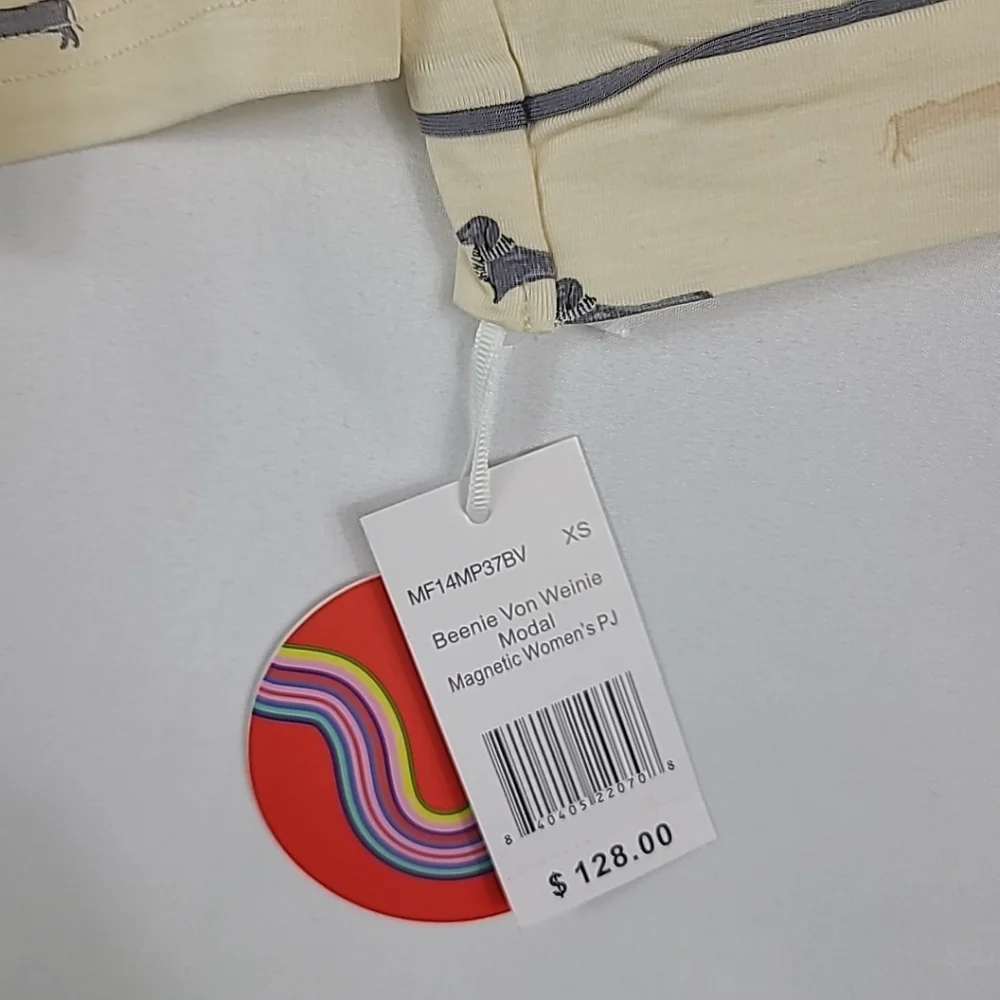 MF14MP37BV XS
Beenie Von Weinie
Modal
Magnetic Women's PJ
8 40405 22070 8
$ 128.00